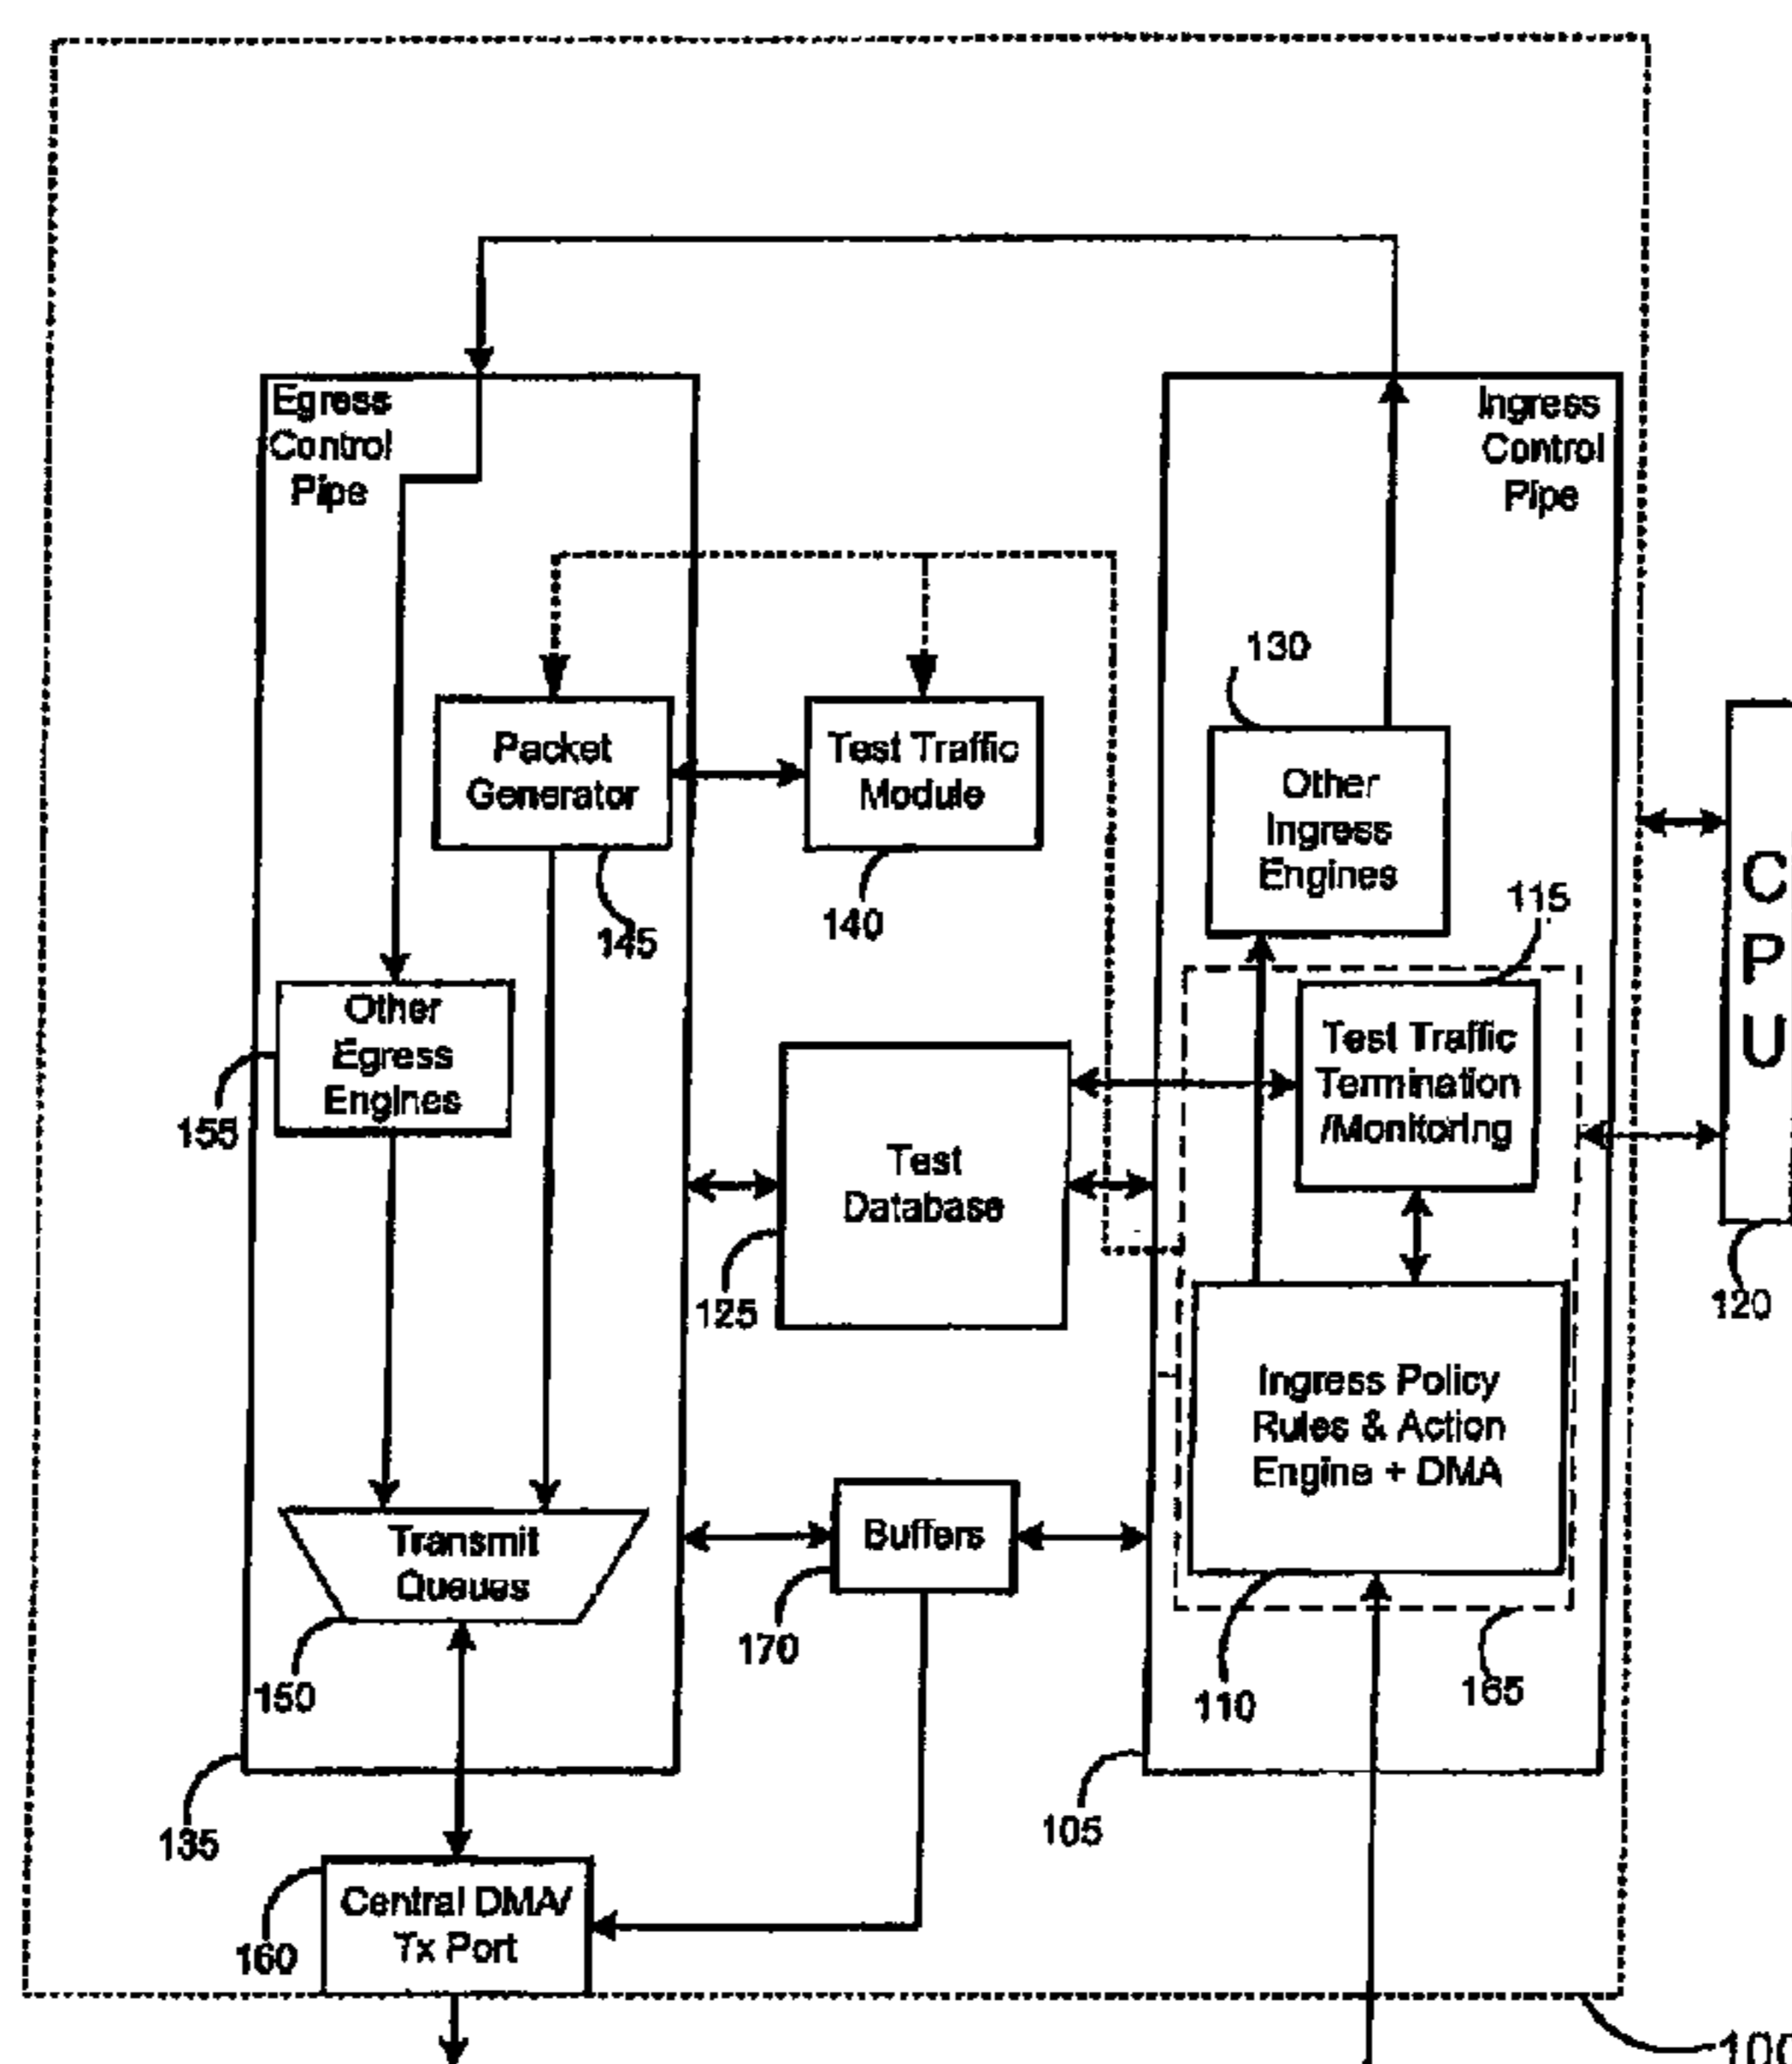 Egress
Control
Pipe
Ingress
Control
Pipe
130
Packet
Generator
Test Traffic
Module
Other
Ingress
Engines
C
P
U
115
140
145
Other
Egress
Engines
Test Traffic
Termination
/Monitoring
155
Test
Database
125
120
Ingress Policy
Rules & Action
Engine + DMA
Transmit
Queues
Buffers
170
150
110
165
135
105
Central DMA/
Tx Port
160
100